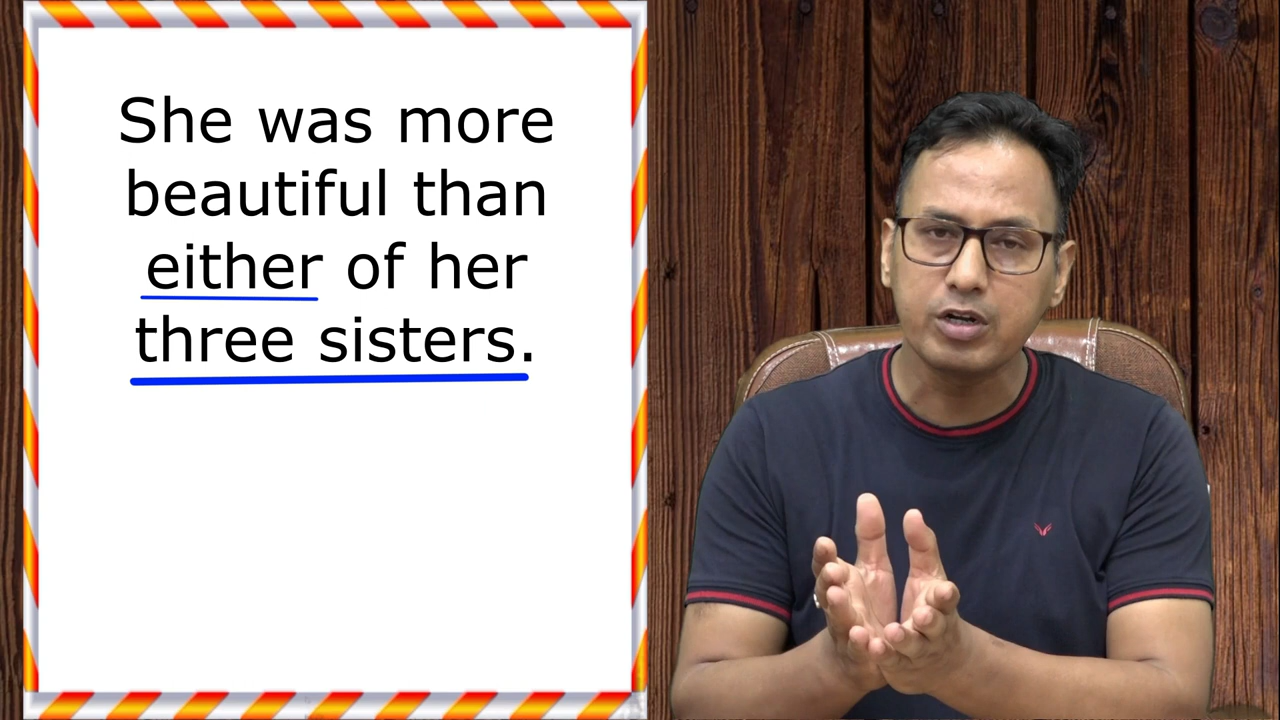 She was more
beautiful than
either of her
three sisters.